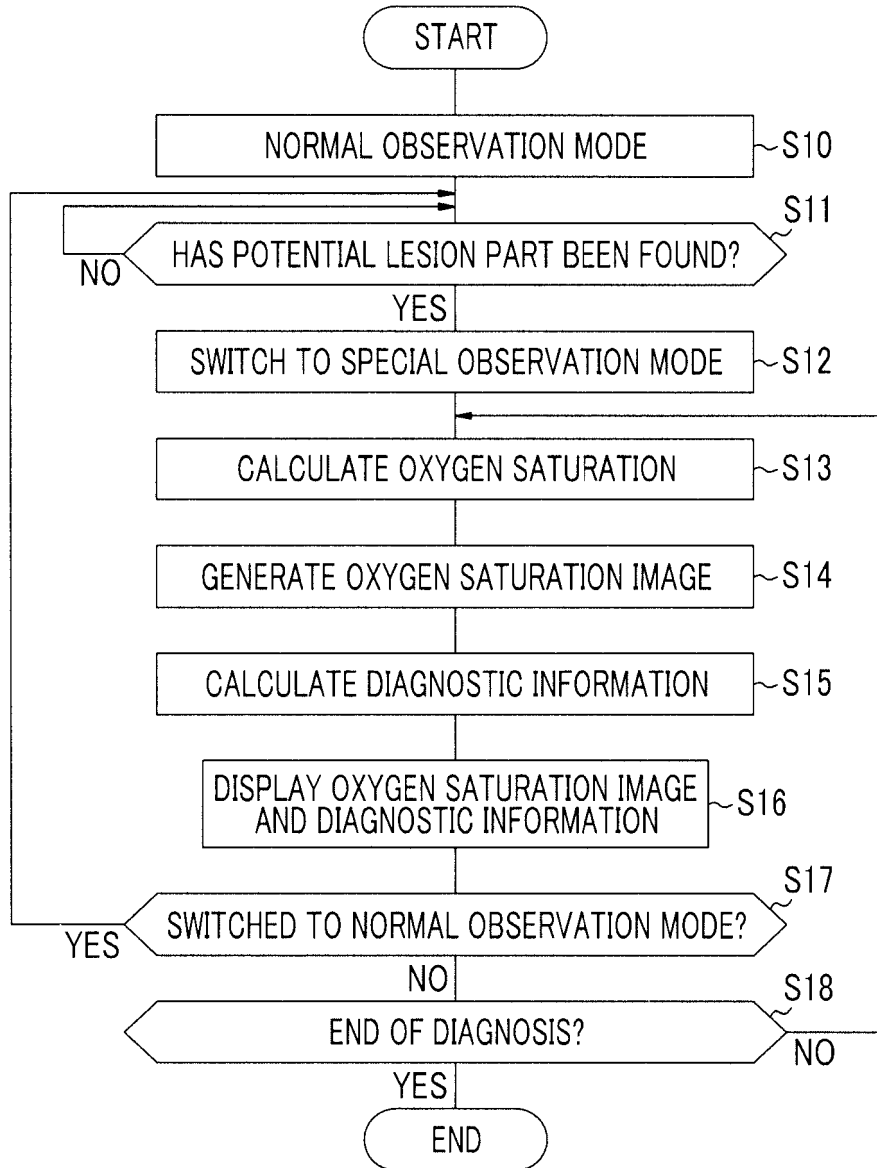 START
NORMAL OBSERVATION MODE
S10
S11
HAS POTENTIAL LESION PART BEEN FOUND?
NO
YES
SWITCH TO SPECIAL OBSERVATION MODE
S12
CALCULATE OXYGEN SATURATION
S13
GENERATE OXYGEN SATURATION IMAGE
S14
CALCULATE DIAGNOSTIC INFORMATION
S15
DISPLAY OXYGEN SATURATION IMAGE
AND DIAGNOSTIC INFORMATION
S16
S17
SWITCHED TO NORMAL OBSERVATION MODE?
YES
NO
S18
END OF DIAGNOSIS?
NO
YES
END